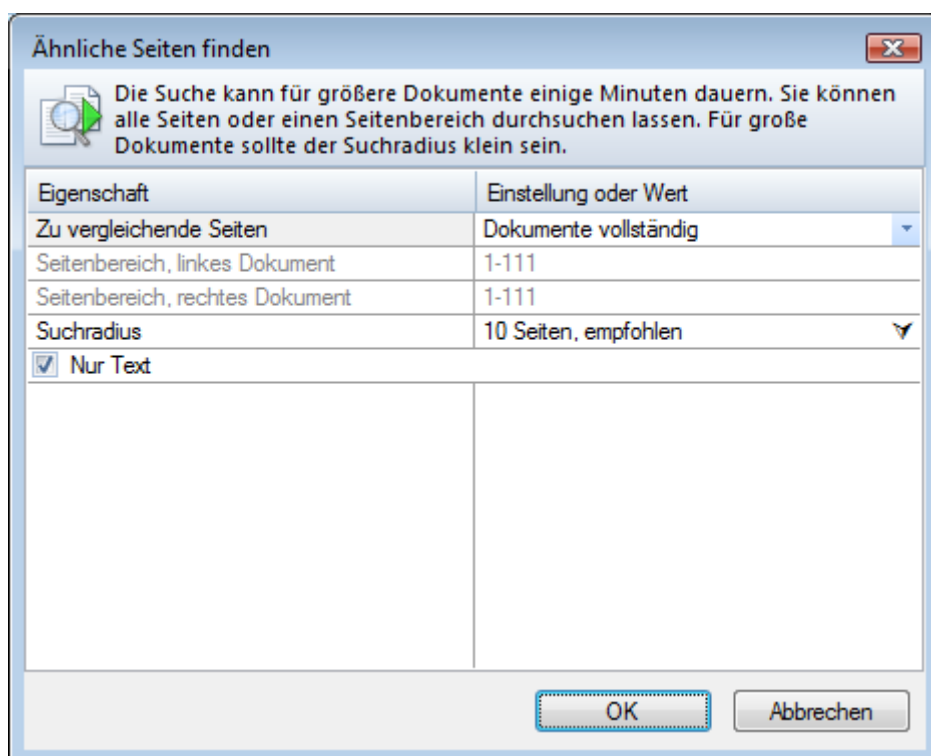 Ähnliche Seiten finden
Die Suche kann für größere Dokumente einige Minuten dauern. Sie können
alle Seiten oder einen Seitenbereich durchsuchen lassen. Für große
Dokumente sollte der Suchradius klein sein.
Eigenschaft Einstellung oder Wert
Zu vergleichende Seiten Dokumente vollständig
Seitenbereich, linkes Dokument 1-111
Seitenbereich, rechtes Dokument 1-111
Suchradius 10 Seiten, empfohlen
Nur Text
OK Abbrechen